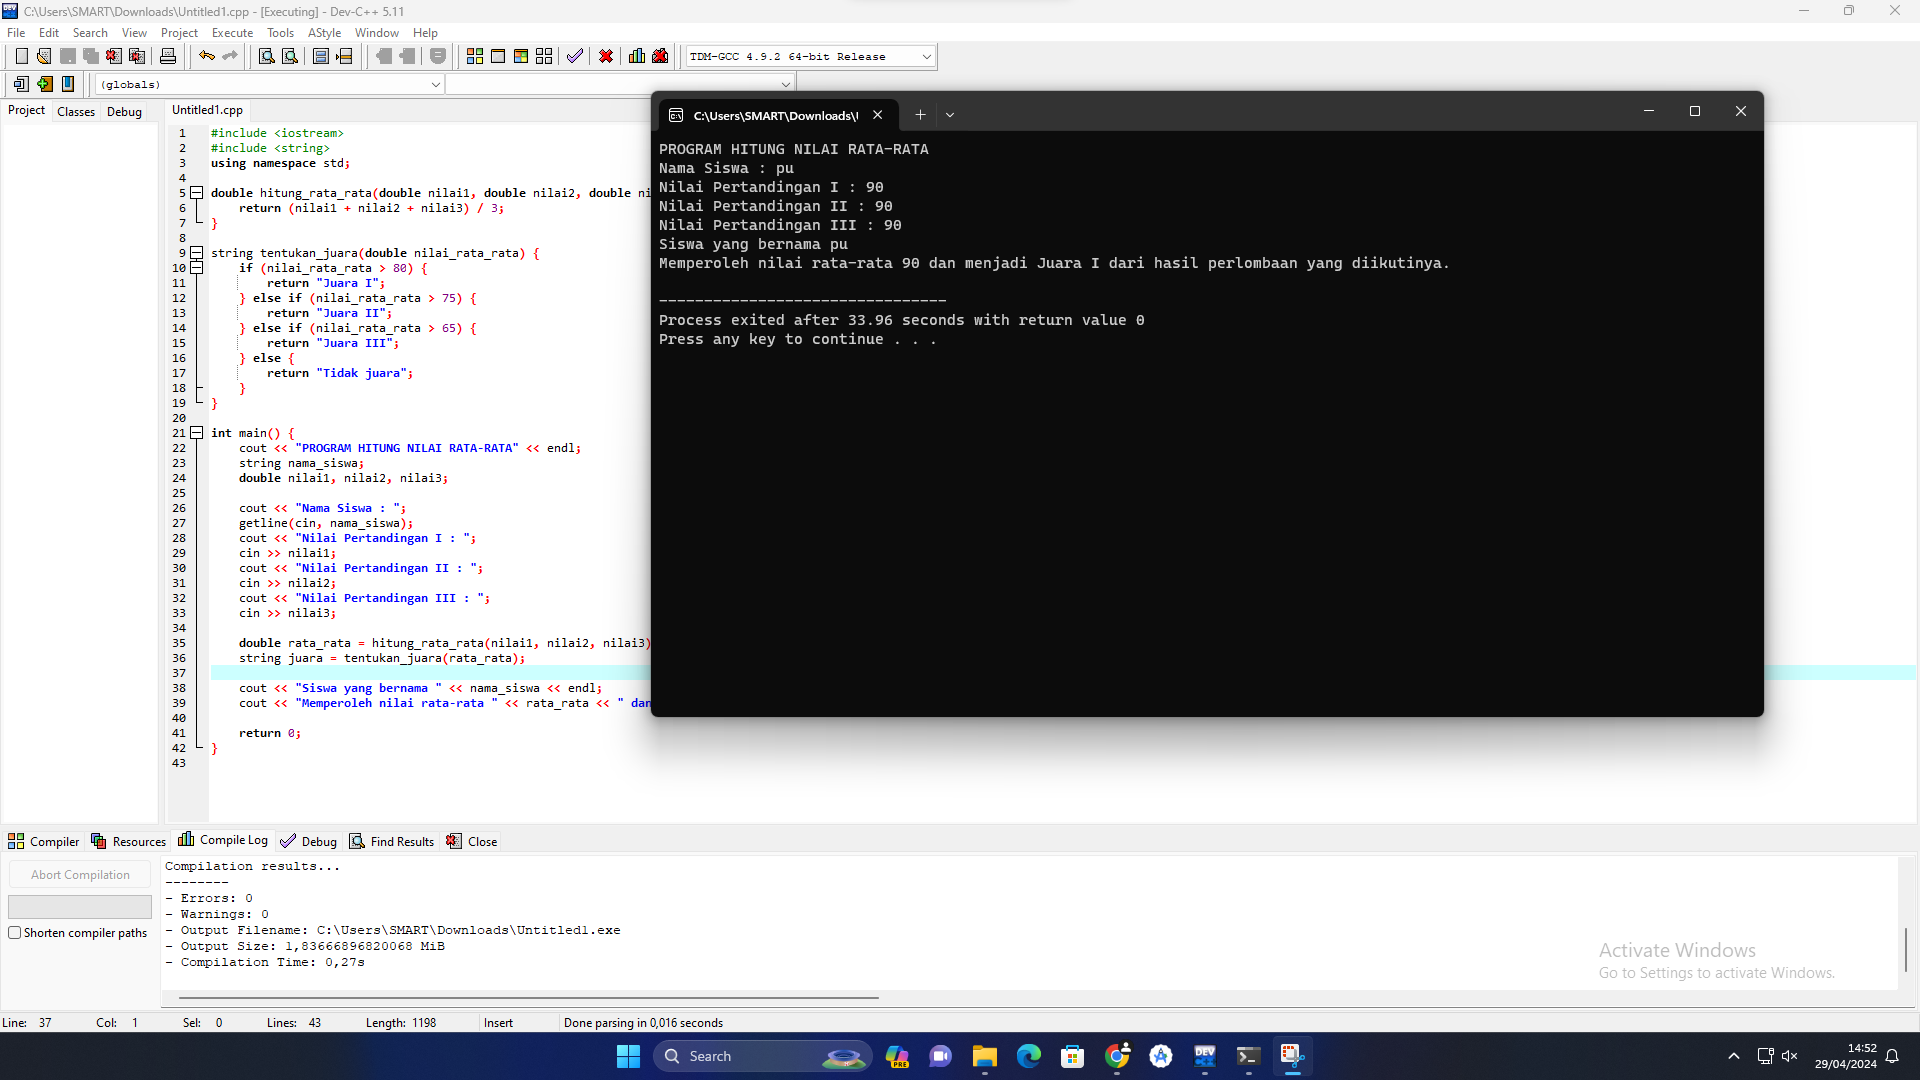 C:\Users\SMART\Downloads\Untitled1.cpp - [Executing] - Dev-C++ 5.11
File Edit Search View Project Execute Tools AStyle Window Help
TDM-GCC 4.9.2 64-bit Release
(globals)
Project Classes Debug
Untitled1.cpp
1 #include <iostream>
2 #include <string>
3 using namespace std;
4
5 double hitung_rata_rata(double nilai1, double nilai2, double ni
6 return (nilai1 + nilai2 + nilai3) / 3;
7 }
8
9 string tentukan_juara(double nilai_rata_rata) {
10 if (nilai_rata_rata > 80) {
11 return "Juara I";
12 } else if (nilai_rata_rata > 75) {
13 return "Juara II";
14 } else if (nilai_rata_rata > 65) {
15 return "Juara III";
16 } else {
17 return "Tidak juara";
18 }
19 }
20
21 int main() {
22 cout << "PROGRAM HITUNG NILAI RATA-RATA" << endl;
23 string nama_siswa;
24 double nilai1, nilai2, nilai3;
25
26 cout << "Nama Siswa : ";
27 getline(cin, nama_siswa);
28 cout << "Nilai Pertandingan I : ";
29 cin >> nilai1;
30 cout << "Nilai Pertandingan II : ";
31 cin >> nilai2;
32 cout << "Nilai Pertandingan III : ";
33 cin >> nilai3;
34
35 double rata_rata = hitung_rata_rata(nilai1, nilai2, nilai3)
36 string juara = tentukan_juara(rata_rata);
37
38 cout << "Siswa yang bernama " << nama_siswa << endl;
39 cout << "Memperoleh nilai rata-rata " << rata_rata << " dan
40
41 return 0;
42 }
43
C:\Users\SMART\Downloads\
PROGRAM HITUNG NILAI RATA-RATA
Nama Siswa : pu
Nilai Pertandingan I : 90
Nilai Pertandingan II : 90
Nilai Pertandingan III : 90
Siswa yang bernama pu
Memperoleh nilai rata-rata 90 dan menjadi Juara I dari hasil perlombaan yang diikutinya.
--------------------------------
Process exited after 33.96 seconds with return value 0
Press any key to continue . . .
Compiler Resources Compile Log Debug Find Results Close
Abort Compilation
Shorten compiler paths
Compilation results...
--------
- Errors: 0
- Warnings: 0
- Output Filename: C:\Users\SMART\Downloads\Untitled1.exe
- Output Size: 1,83666896820068 MiB
- Compilation Time: 0,27s
Activate Windows
Go to Settings to activate Windows.
Line: 37 Col: 1 Sel: 0 Lines: 43 Length: 1198 Insert Done parsing in 0,016 seconds
Search
PRE
DEV
14:52
29/04/2024